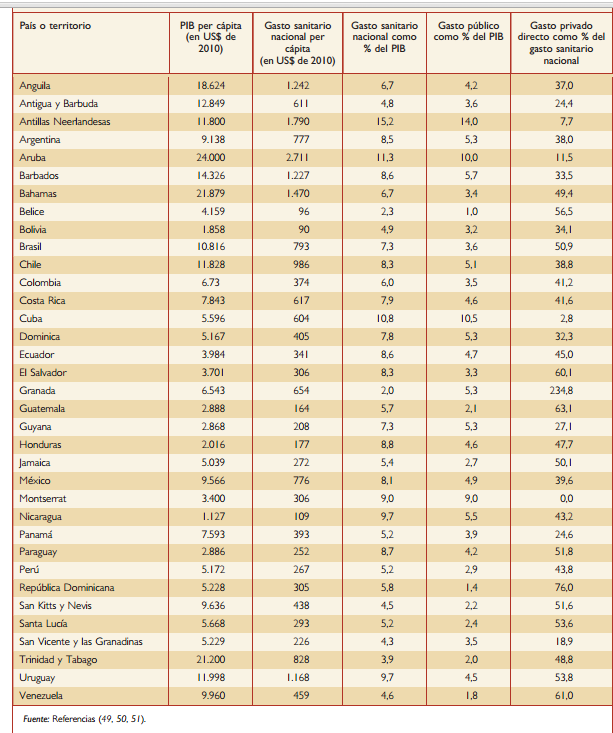 País o territorio PIB per cápita Gasto sanitario Gasto sanitario Gasto público Gasto privado
(en US$ de nacional per nacional como como % del PIB directo como % del
2010) cápita % del PIB gasto sanitario
(en US$ de 2010) nacional
Anguila 18.624 1.242 6,7 4,2 37,0
Antigua y Barbuda 12.849 611 4,8 3,6 24,4
Antillas Neerlandesas 11.800 1.790 15,2 14,0 7,7
Argentina 9.138 777 8,5 5,3 38,0
Aruba 24.000 2.711 11,3 10,0 11,5
Barbados 14.326 1.227 8,6 5,7 33,5
Bahamas 21.879 1.470 6,7 3,4 49,4
Belice 4.159 96 2,3 1,0 56,5
Bolivia 1.858 90 4,9 3,2 34,1
Brasil 10.816 793 7,3 3,6 50,9
Chile 11.828 986 8,3 5,1 38,8
Colombia 6.73 374 6,0 3,5 41,2
Costa Rica 7.843 617 7,9 4,6 41,6
Cuba 5.596 604 10,8 10,5 2,8
Dominica 5.167 405 7,8 5,3 32,3
Ecuador 3.984 341 8,6 4,7 45,0
El Salvador 3.701 306 8,3 3,3 60,1
Granada 6.543 654 2,0 5,3 234,8
Guatemala 2.888 164 5,7 2,1 63,1
Guyana 2.868 208 7,3 5,3 27,1
Honduras 2.016 177 8,8 4,6 47,7
Jamaica 5.039 272 5,4 2,7 50,1
México 9.566 776 8,1 4,9 39,6
Montserrat 3.400 306 9,0 9,0 0,0
Nicaragua 1.127 109 9,7 5,5 43,2
Panamá 7.593 393 5,2 3,9 24,6
Paraguay 2.886 252 8,7 4,2 51,8
Perú 5.172 267 5,2 2,9 43,8
República Dominicana 5.228 305 5,8 1,4 76,0
San Kitts y Nevis 9.636 438 4,5 2,2 51,6
Santa Lucía 5.668 293 5,2 2,4 53,6
San Vicente y las Granadinas 5.229 226 4,3 3,5 18,9
Trinidad y Tabago 21.200 828 3,9 2,0 48,8
Uruguay 11.998 1.168 9,7 4,5 53,8
Venezuela 9.960 459 4,6 1,8 61,0
Fuente: Referencias (49, 50, 51).